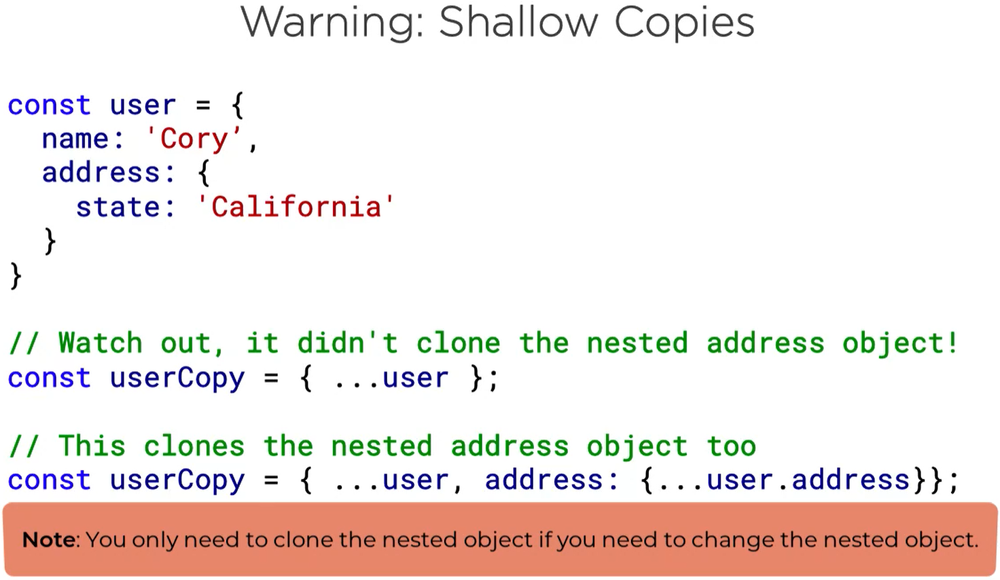 Warning: Shallow Copies
const user = {
  name: 'Cory’,
  address: {
    state: 'California'
  }
}
// Watch out, it didn't clone the nested address object!
const userCopy = { ...user };
// This clones the nested address object too
const userCopy = { ...user, address: {...user.address}};
Note: You only need to clone the nested object if you need to change the nested object.